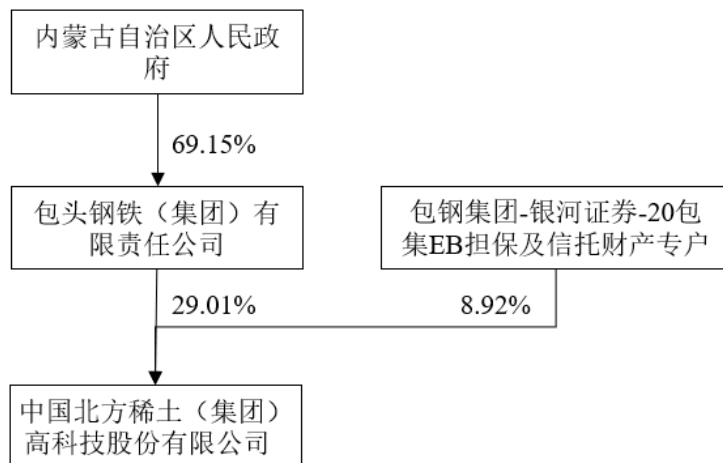 内蒙古自治区人民政
府
69.15%
包头钢铁（集团）有
限责任公司
包钢集团-银河证券-20包
集EB担保及信托财产专户
29.01%
8.92%
中国北方稀土（集团）
高科技股份有限公司